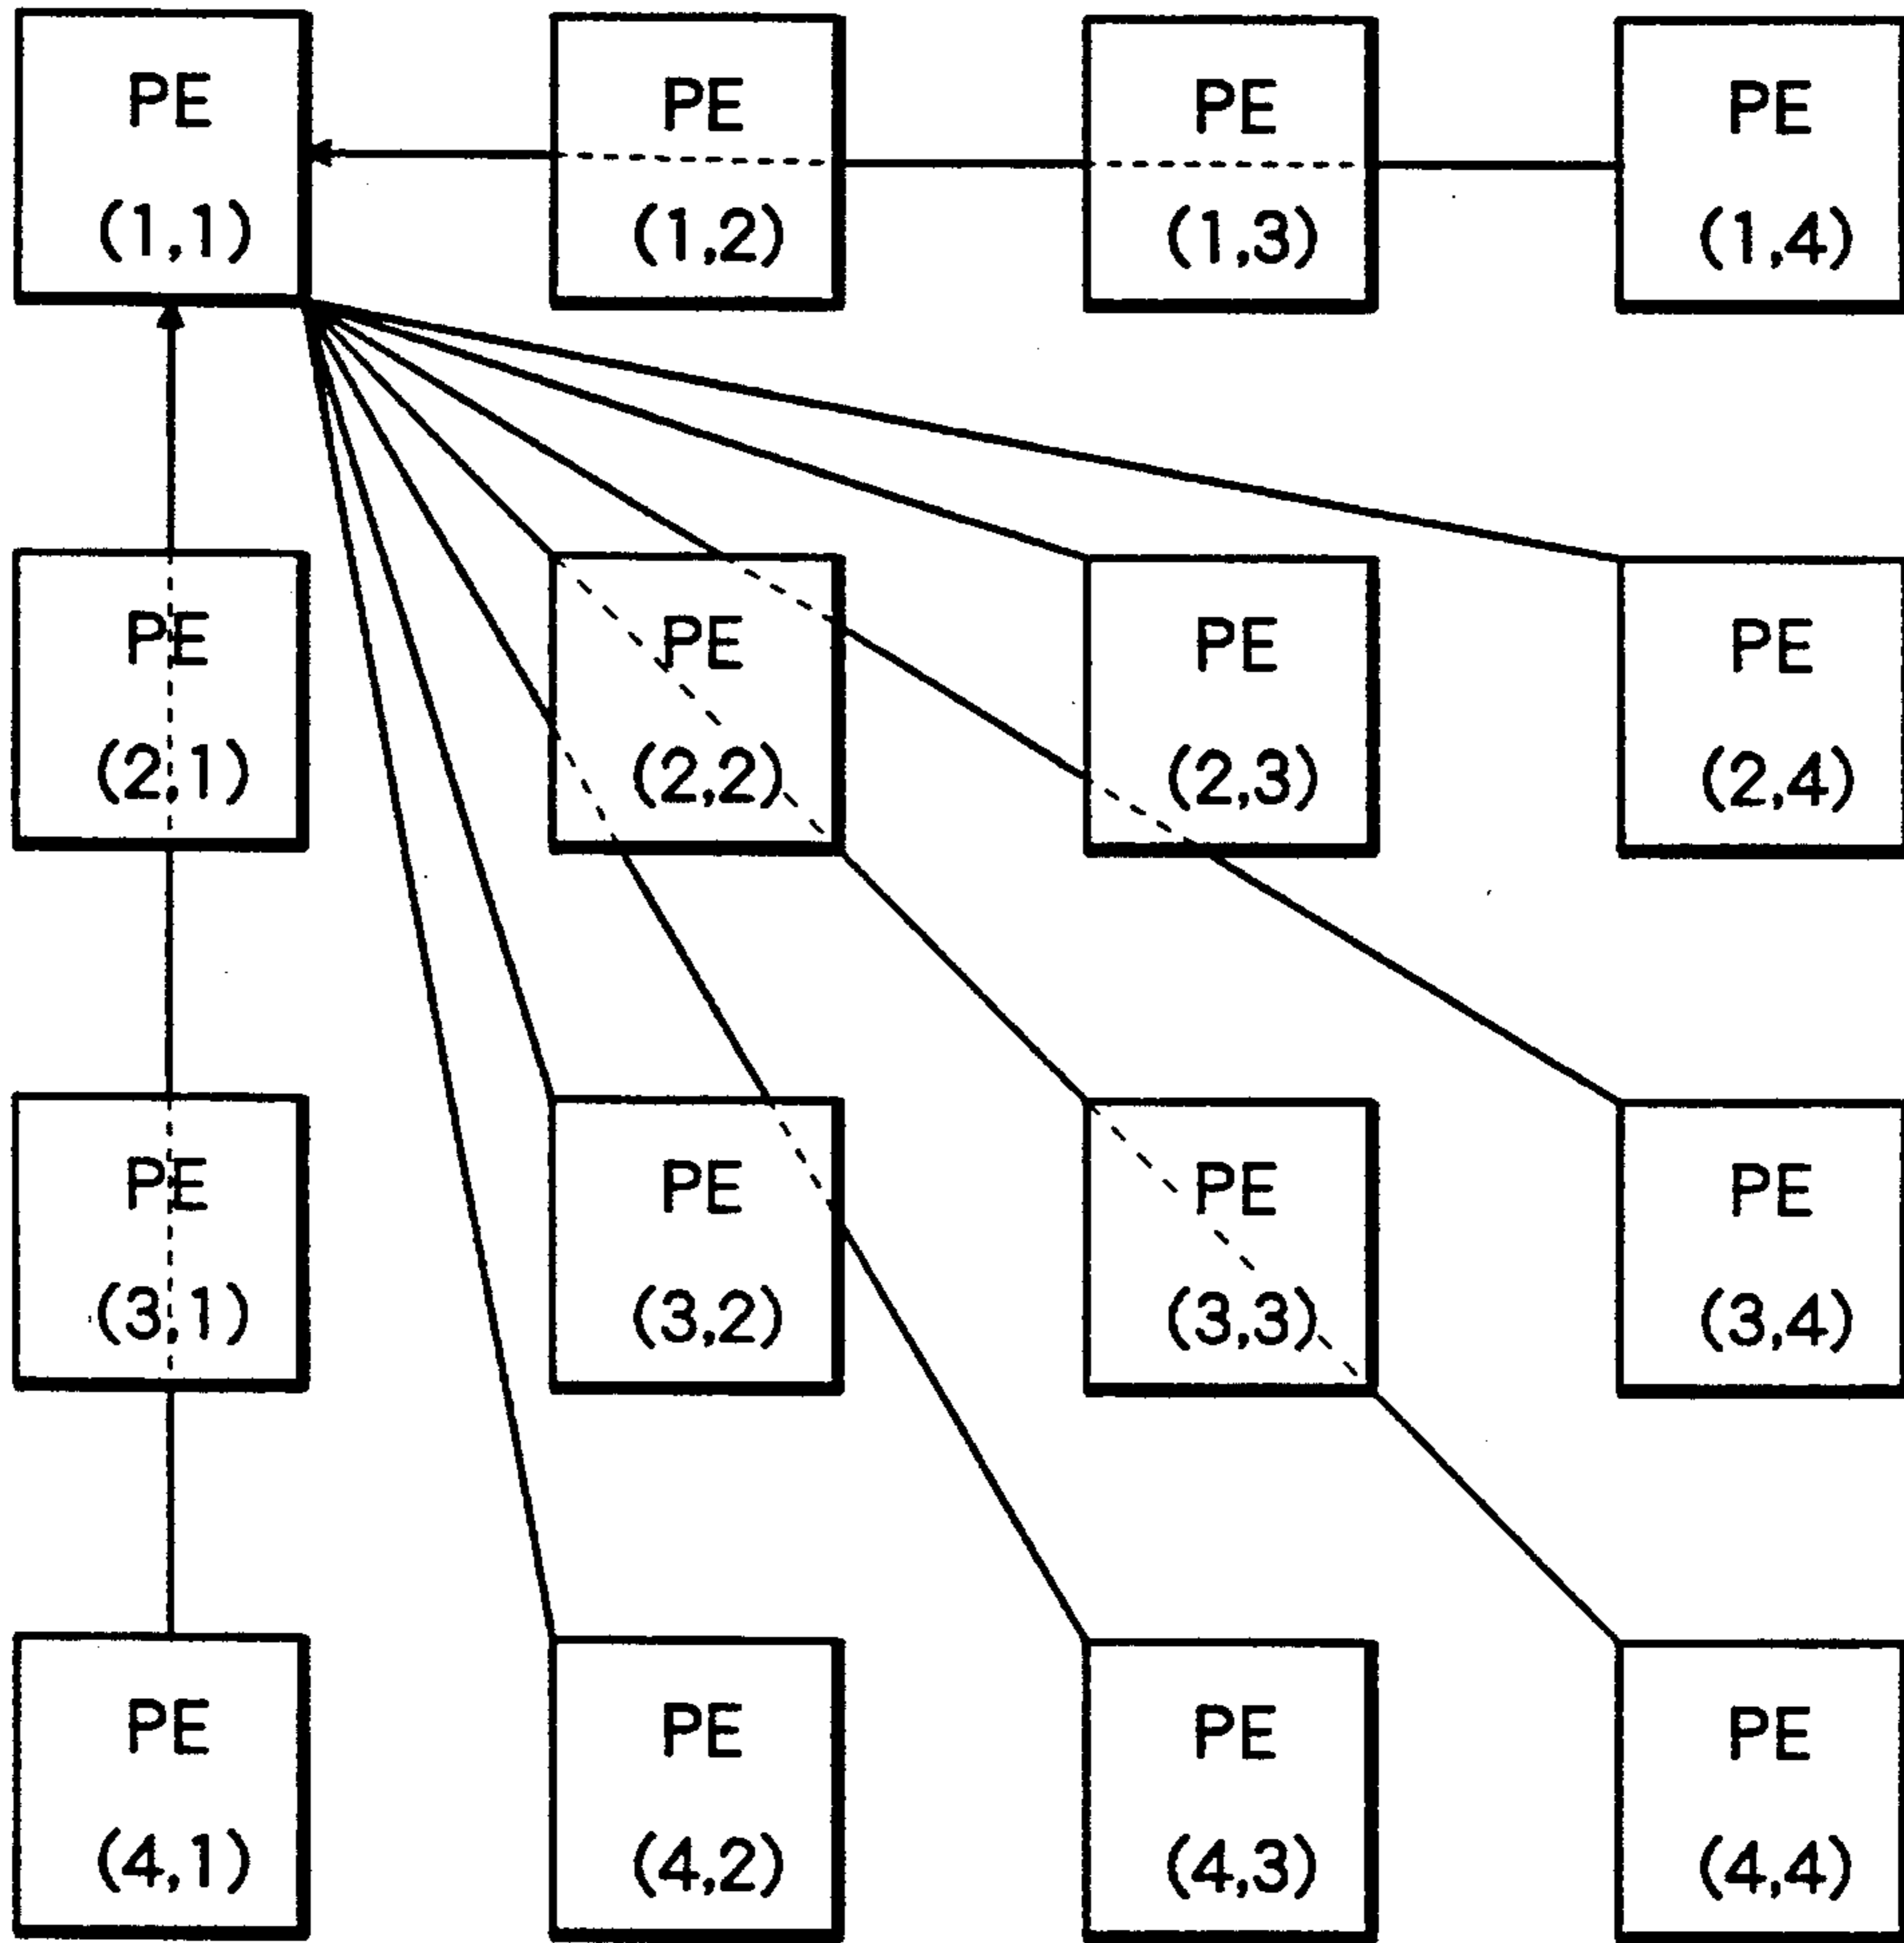 PE
(1,1)
PE
(1,2)
PE
(1,3)
PE
(1,4)
PE
(2,1)
PE
(2,2)
PE
(2,3)
PE
(2,4)
PE
(3,1)
PE
(3,2)
PE
(3,3)
PE
(3,4)
PE
(4,1)
PE
(4,2)
PE
(4,3)
PE
(4,4)